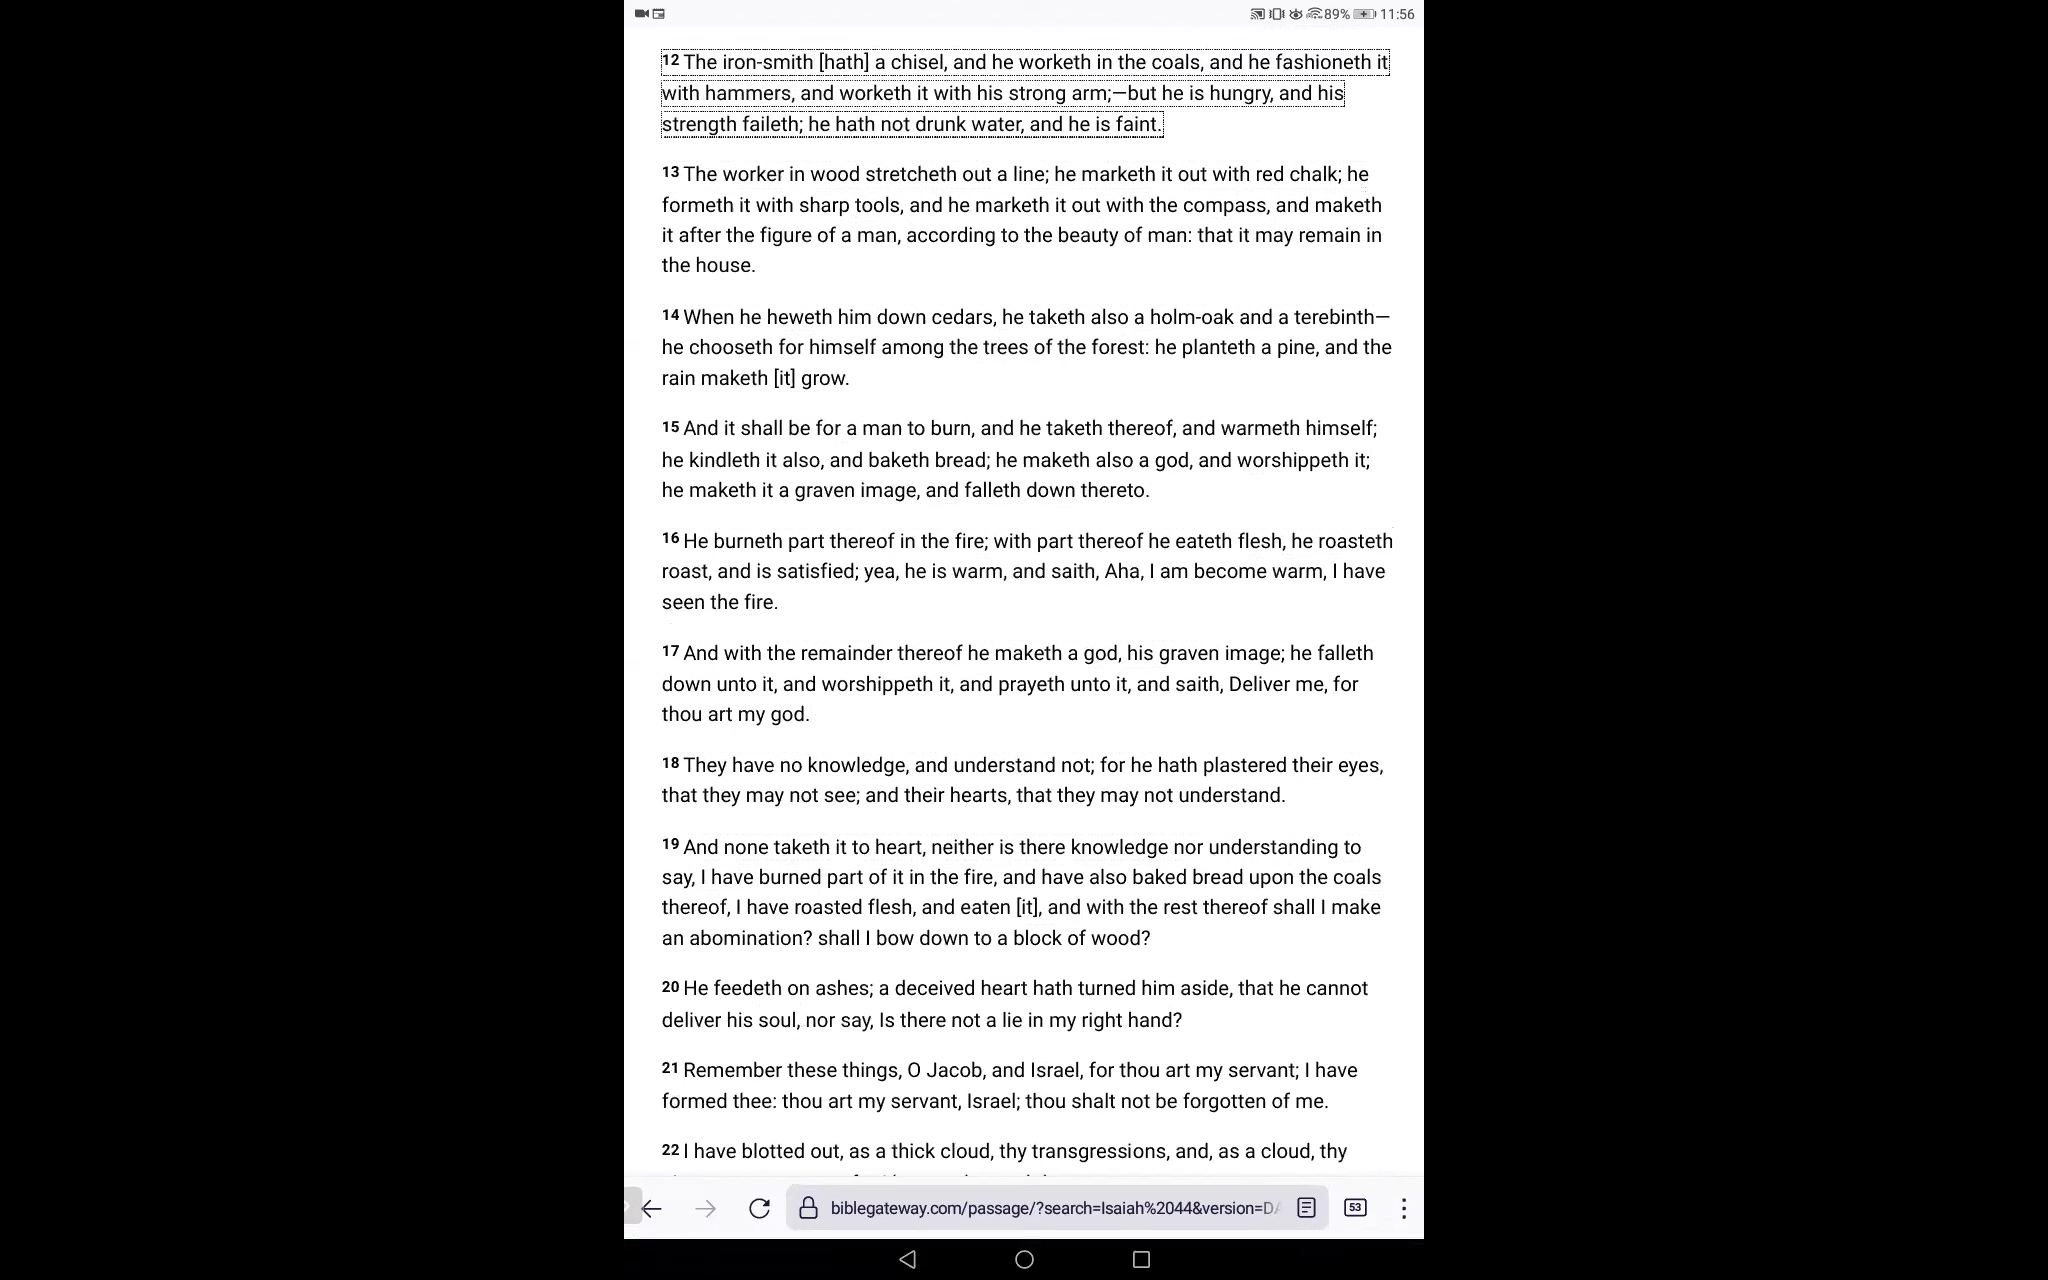 89% 11:56
12 The iron-smith [hath] a chisel, and he worketh in the coals, and he fashioneth it
with hammers, and worketh it with his strong arm;—but he is hungry, and his
strength faileth; he hath not drunk water, and he is faint.
13 The worker in wood stretcheth out a line; he marketh it out with red chalk; he
formeth it with sharp tools, and he marketh it out with the compass, and maketh
it after the figure of a man, according to the beauty of man: that it may remain in
the house.
14 When he heweth him down cedars, he taketh also a holm-oak and a terebinth—
he chooseth for himself among the trees of the forest: he planteth a pine, and the
rain maketh [it] grow.
15 And it shall be for a man to burn, and he taketh thereof, and warmeth himself;
he kindleth it also, and baketh bread; he maketh also a god, and worshippeth it;
he maketh it a graven image, and falleth down thereto.
16 He burneth part thereof in the fire; with part thereof he eateth flesh, he roasteth
roast, and is satisfied; yea, he is warm, and saith, Aha, I am become warm, I have
seen the fire.
17 And with the remainder thereof he maketh a god, his graven image; he falleth
down unto it, and worshippeth it, and prayeth unto it, and saith, Deliver me, for
thou art my god.
18 They have no knowledge, and understand not; for he hath plastered their eyes,
that they may not see; and their hearts, that they may not understand.
19 And none taketh it to heart, neither is there knowledge nor understanding to
say, I have burned part of it in the fire, and have also baked bread upon the coals
thereof, I have roasted flesh, and eaten [it], and with the rest thereof shall I make
an abomination? shall I bow down to a block of wood?
20 He feedeth on ashes; a deceived heart hath turned him aside, that he cannot
deliver his soul, nor say, Is there not a lie in my right hand?
21 Remember these things, O Jacob, and Israel, for thou art my servant; I have
formed thee: thou art my servant, Israel; thou shalt not be forgotten of me.
22 I have blotted out, as a thick cloud, thy transgressions, and, as a cloud, thy
biblegateway.com/passage/?search=Isaiah%2044&version=DA
53